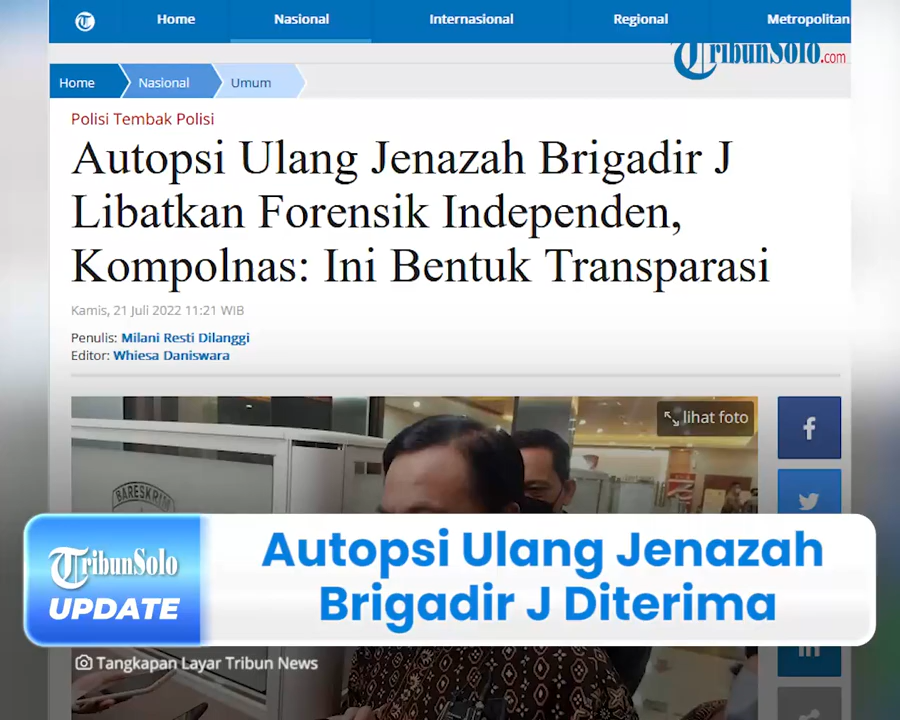 Home Nasional Internasional Regional Metropolitan
TribunSolo.com
Home Nasional Umum
Polisi Tembak Polisi
Autopsi Ulang Jenazah Brigadir J
Libatkan Forensik Independen,
Kompolnas: Ini Bentuk Transparasi
Kamis, 21 Juli 2022 11:21 WIB
Penulis: Milani Resti Dilanggi
Editor: Whiesa Daniswara
lihat foto
BARESKRIM
TribunSolo
UPDATE
Autopsi Ulang Jenazah
Brigadir J Diterima
Tangkapan Layar Tribun News